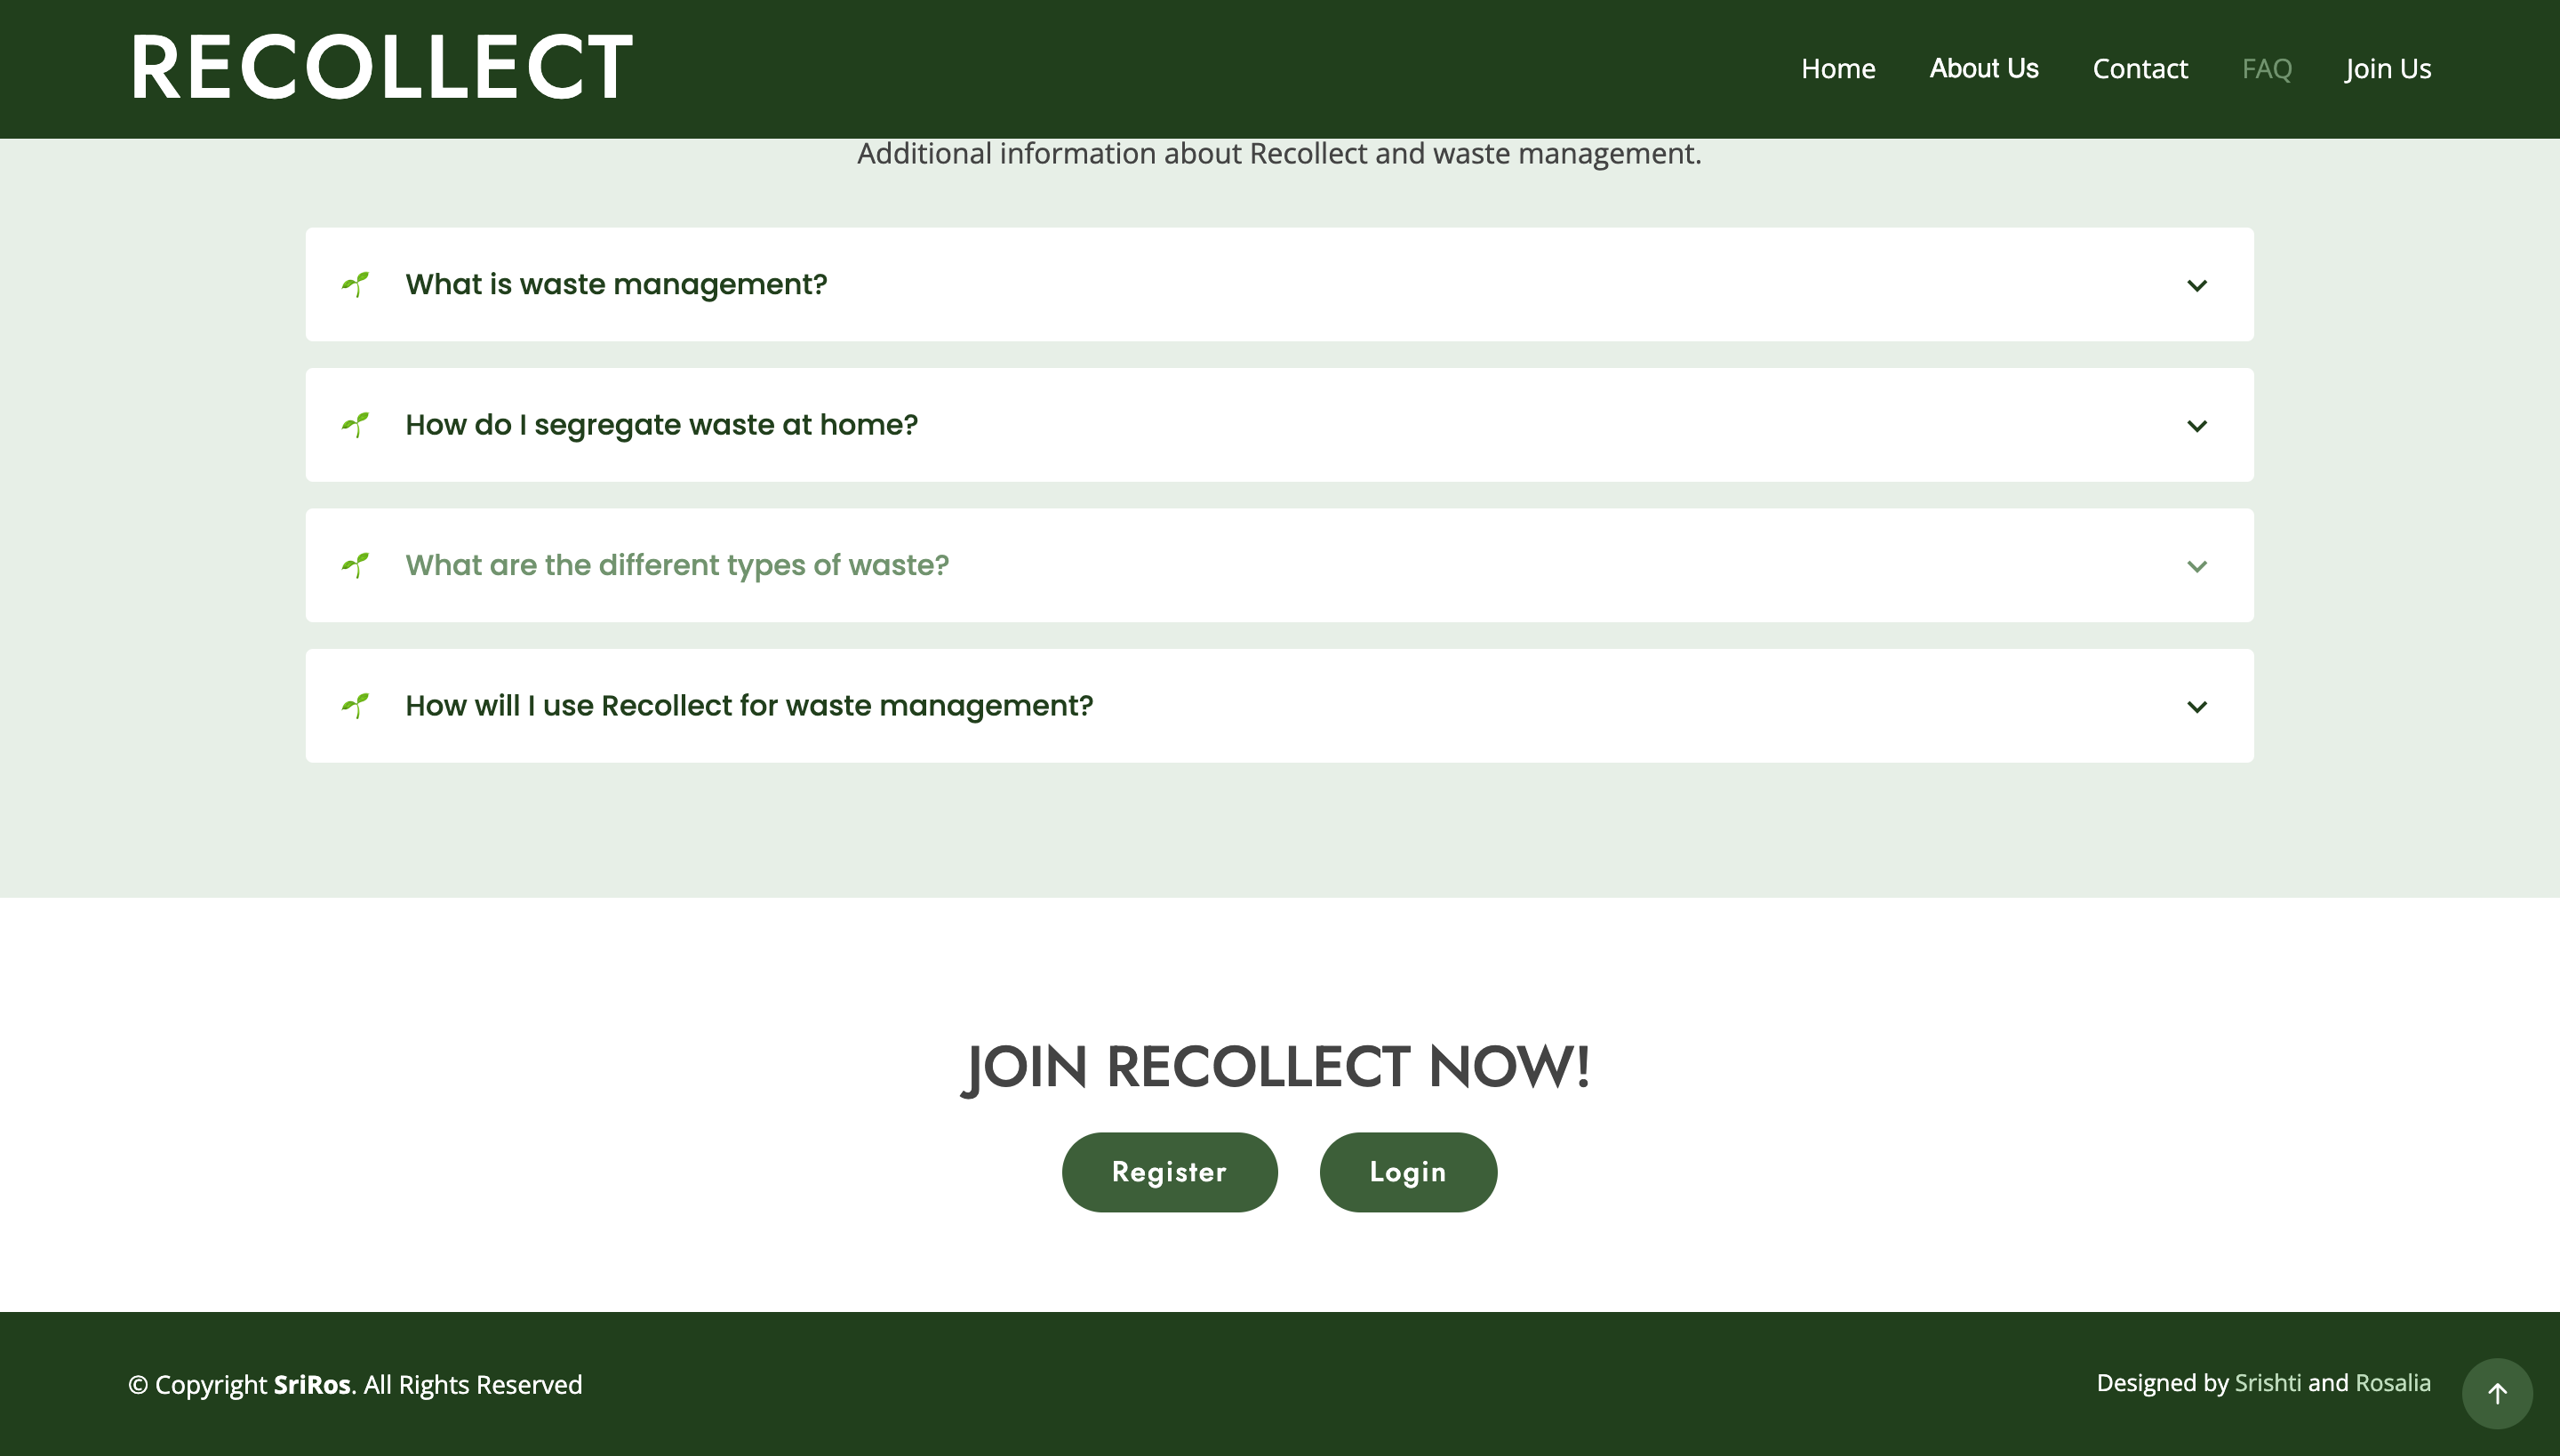 RECOLLECT
Home About Us Contact FAQ Join Us
Additional information about Recollect and waste management.
What is waste management?
How do I segregate waste at home?
What are the different types of waste?
How will I use Recollect for waste management?
JOIN RECOLLECT NOW!
Register Login
© Copyright SriRos. All Rights Reserved
Designed by Srishti and Rosalia